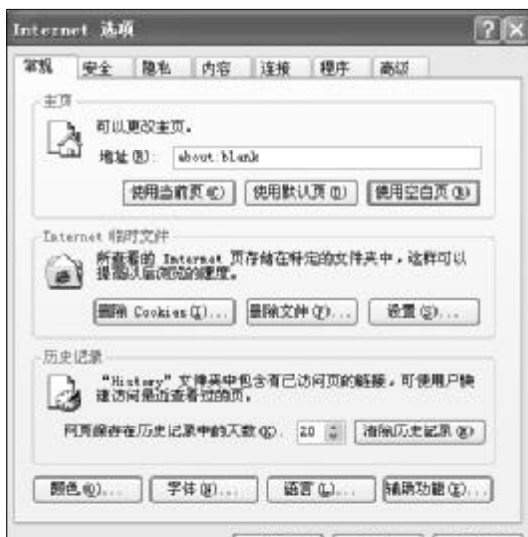 Internet 选项
常规 安全 隐私 内容 连接 程序 高级
主页
可以更改主页。
地址(R): about:blank
使用当前页(C) 使用默认页(D) 使用空白页(B)
Internet 临时文件
所查看的 Internet 页存储在特定的文件夹中，这样可以
提高以后浏览的速度。
删除 Cookies(I)... 删除文件(F)... 设置(S)...
历史记录
“History”文件夹中包含有已访问页的链接，可使用户快
速访问最近查看过的页。
网页保存在历史记录中的天数(K): 20 清除历史记录(H)
颜色(O)... 字体(N)... 语言(L)... 辅助功能(E)...